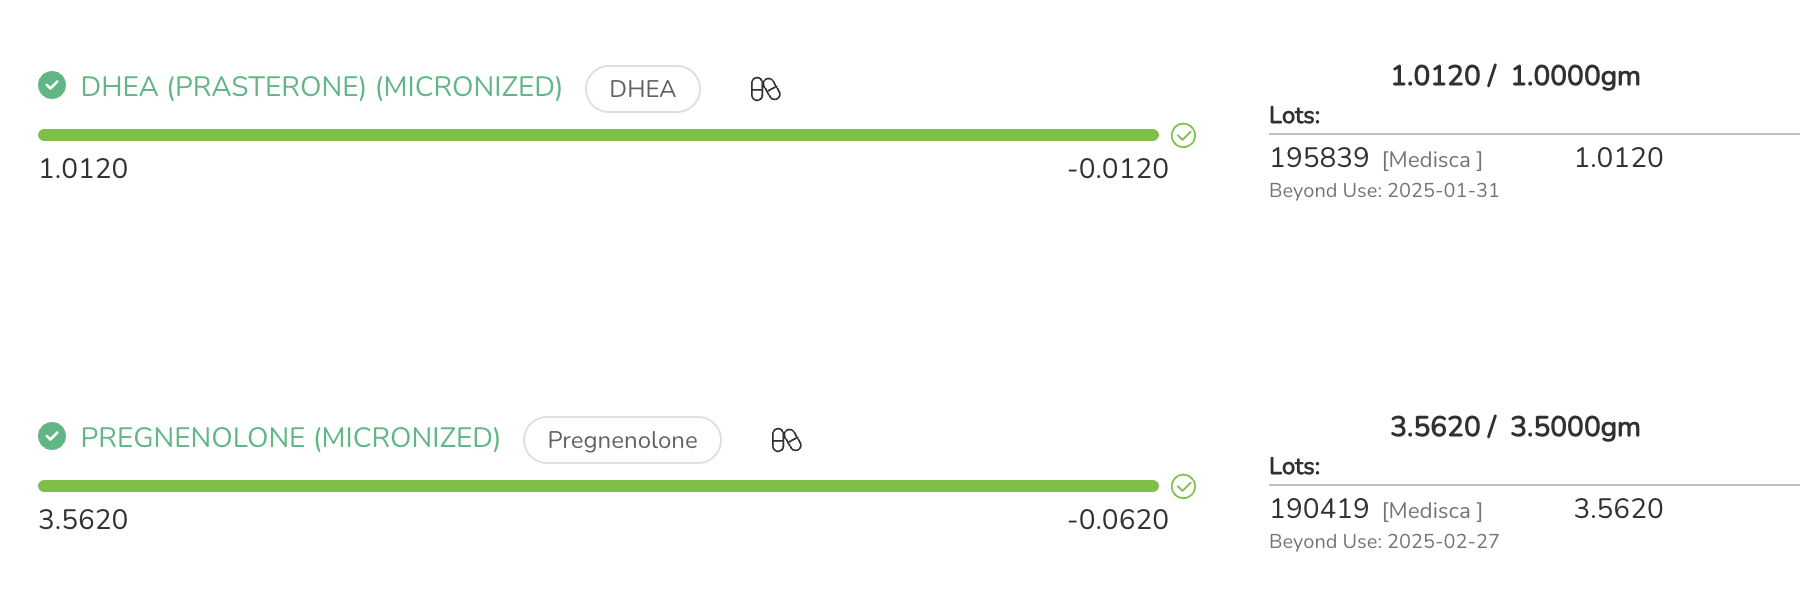 DHEA (PRASTERONE) (MICRONIZED) DHEA
1.0120 / 1.0000gm
Lots:
1.0120 -0.0120
195839 [Medisca ] 1.0120
Beyond Use: 2025-01-31
PREGNENOLONE (MICRONIZED) Pregnenolone
3.5620 / 3.5000gm
Lots:
3.5620 -0.0620
190419 [Medisca ] 3.5620
Beyond Use: 2025-02-27